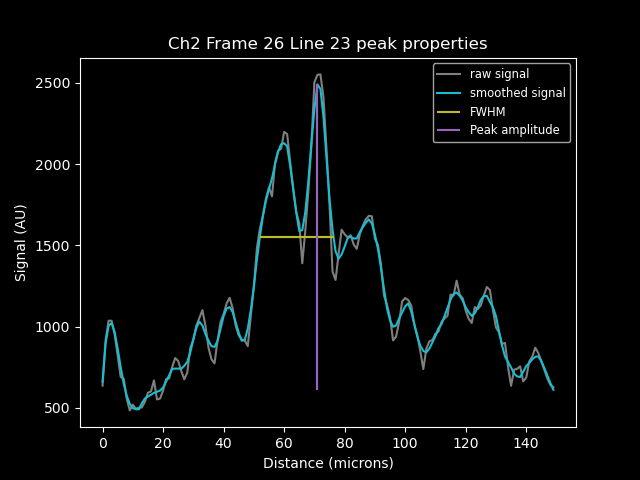 Ch2 Frame 26 Line 23 peak properties
raw signal
smoothed signal
FWHM
Peak amplitude
2500
2000
1500
1000
500
Signal (AU)
0 20 40 60 80 100 120 140
Distance (microns)